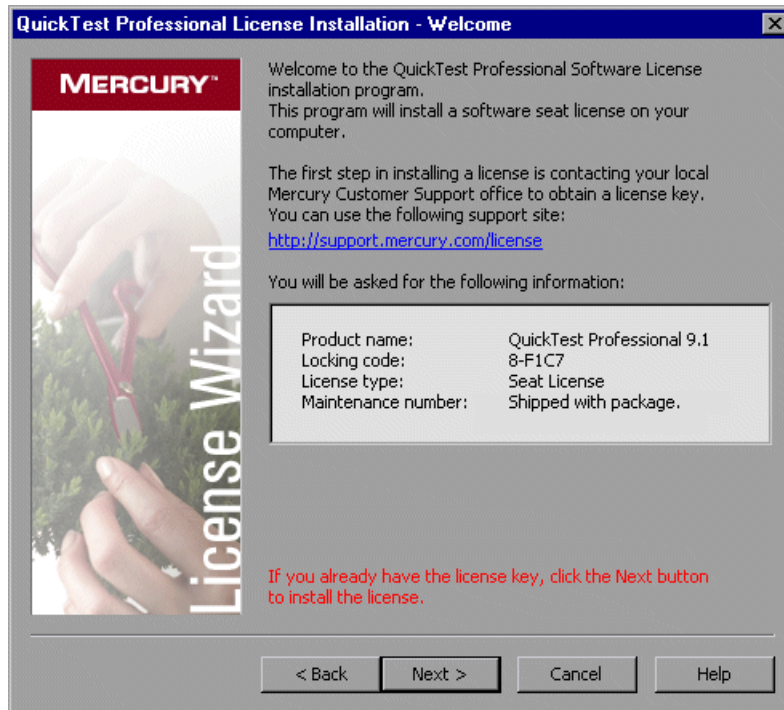 QuickTest Professional License Installation - Welcome
MERCURY™
License Wizard
Welcome to the QuickTest Professional Software License
installation program.
This program will install a software seat license on your
computer.
The first step in installing a license is contacting your local
Mercury Customer Support office to obtain a license key.
You can use the following support site:
http://support.mercury.com/license
You will be asked for the following information:
Product name: QuickTest Professional 9.1
Locking code: 8-F1C7
License type: Seat License
Maintenance number: Shipped with package.
If you already have the license key, click the Next button
to install the license.
< Back Next > Cancel Help